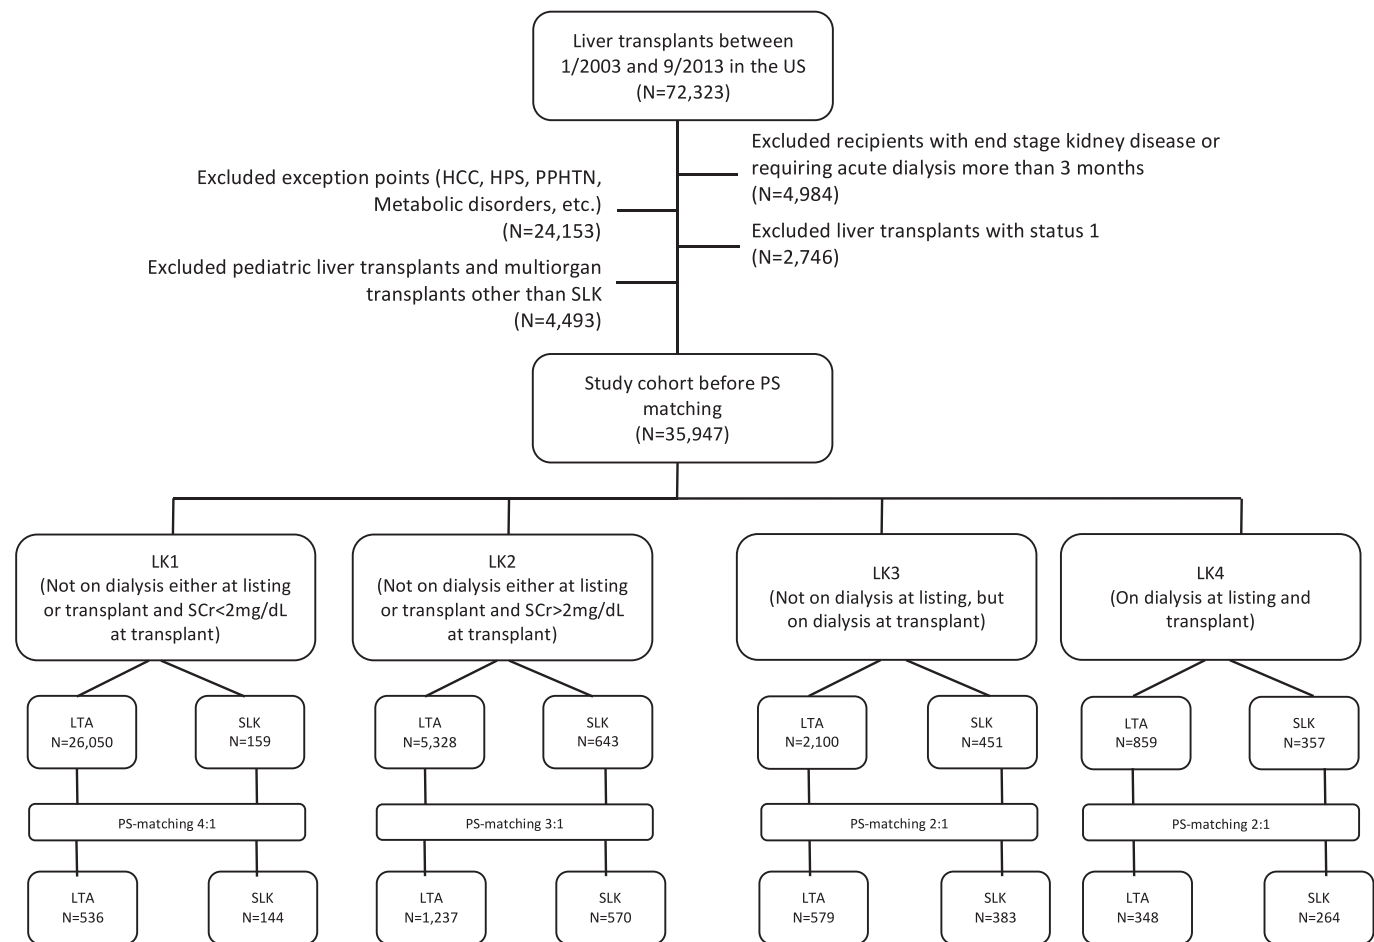 Liver transplants between
1/2003 and 9/2013 in the US
(N=72,323)
Excluded recipients with end stage kidney disease or
requiring acute dialysis more than 3 months
(N=4,984)
Excluded exception points (HCC, HPS, PPHTN,
Metabolic disorders, etc.)
(N=24,153)
Excluded liver transplants with status 1
(N=2,746)
Excluded pediatric liver transplants and multiorgan
transplants other than SLK
(N=4,493)
Study cohort before PS
matching
(N=35,947)
LK1
(Not on dialysis either at listing
or transplant and SCr<2mg/dL
at transplant)
LK2
(Not on dialysis either at listing
or transplant and SCr>2mg/dL
at transplant)
LK3
(Not on dialysis at listing, but
on dialysis at transplant)
LK4
(On dialysis at listing and
transplant)
LTA
N=26,050
SLK
N=159
LTA
N=5,328
SLK
N=643
LTA
N=2,100
SLK
N=451
LTA
N=859
SLK
N=357
PS-matching 4:1
PS-matching 3:1
PS-matching 2:1
PS-matching 2:1
LTA
N=536
SLK
N=144
LTA
N=1,237
SLK
N=570
LTA
N=579
SLK
N=383
LTA
N=348
SLK
N=264